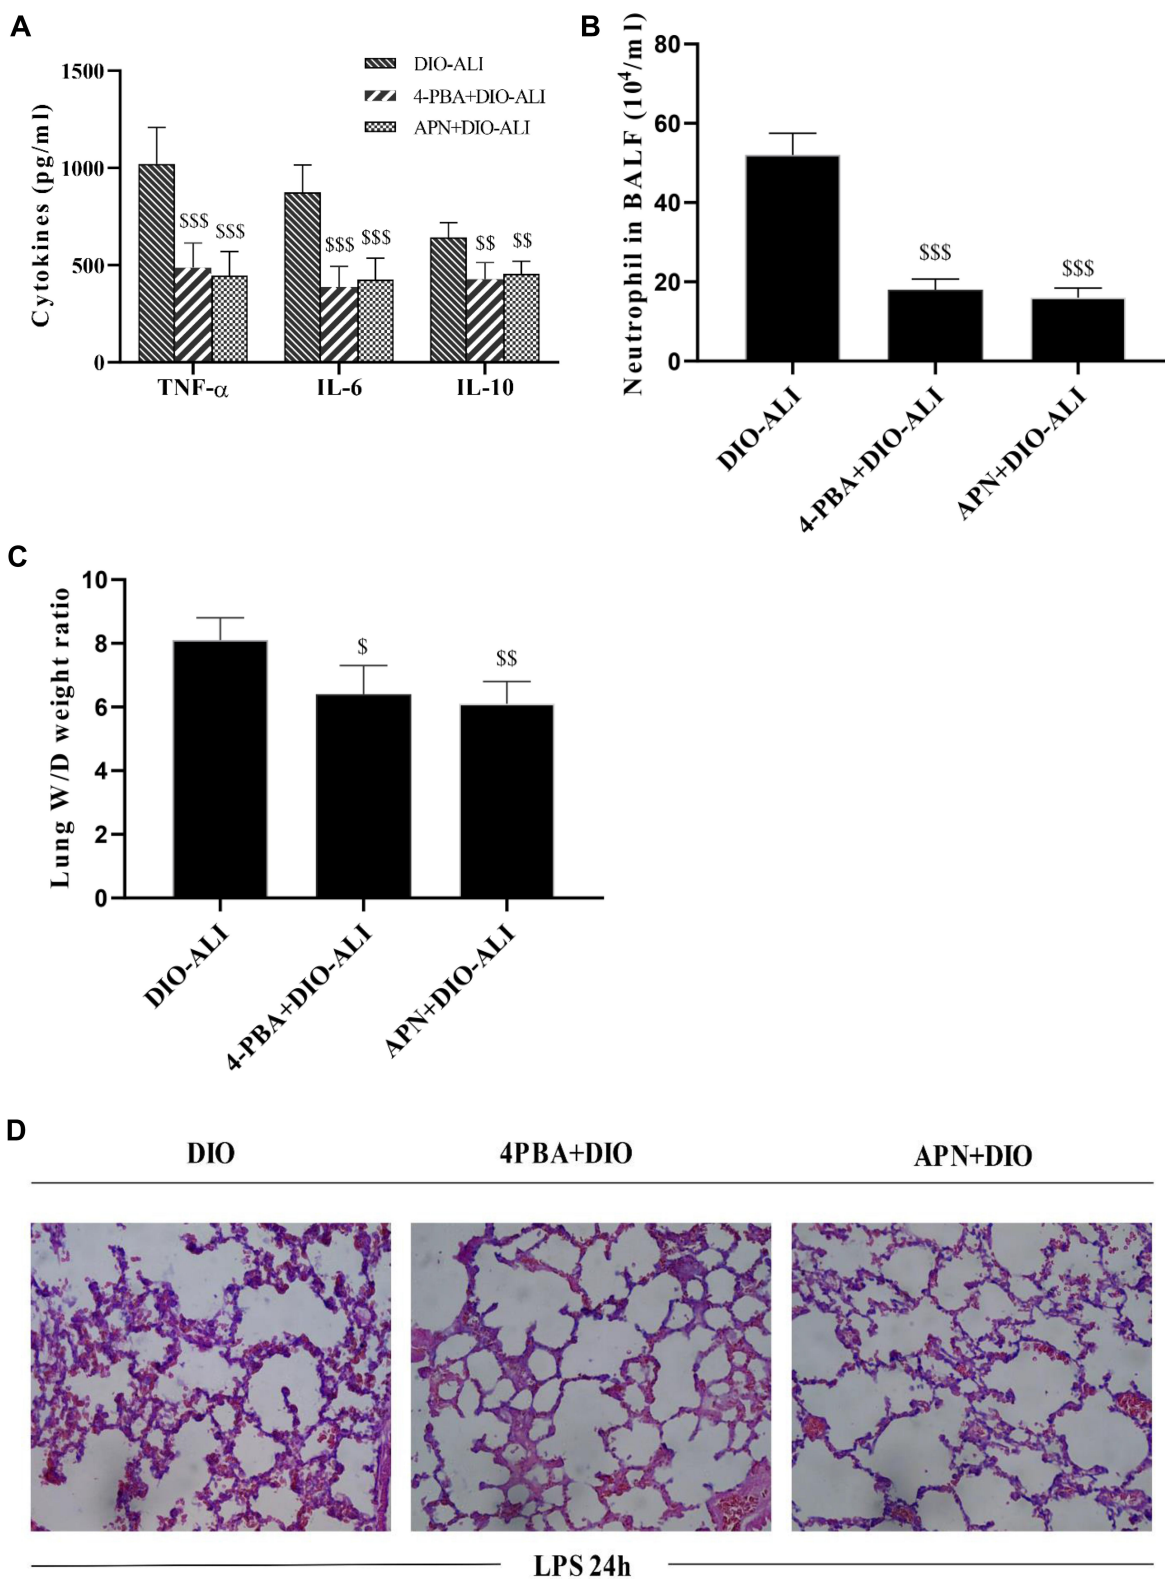 A
1500
1000
500
0
Cytokines (pg/ml)
DIO-ALI
4-PBA+DIO-ALI
APN+DIO-ALI
$$$
$$$
$$$
$$$
$$
$$
TNF-α
IL-6
IL-10
B
80
60
40
20
0
Neutrophil in BALF (10⁴/ml)
$$$
$$$
DIO-ALI
4-PBA+DIO-ALI
APN+DIO-ALI
C
10
8
6
4
2
0
Lung W/D weight ratio
$
$$
DIO-ALI
4-PBA+DIO-ALI
APN+DIO-ALI
D
DIO
4PBA+DIO
APN+DIO
LPS 24h